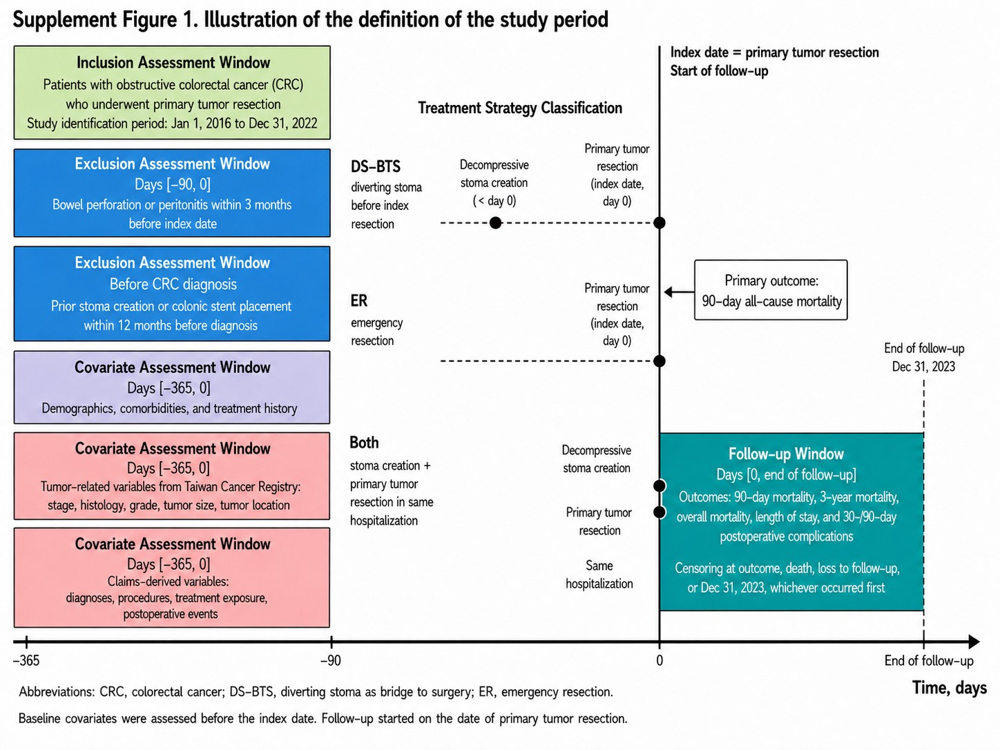 Supplement Figure 1. Illustration of the definition of the study period
Inclusion Assessment Window
Patients with obstructive colorectal cancer (CRC)
who underwent primary tumor resection
Study identification period: Jan 1, 2016 to Dec 31, 2022
Exclusion Assessment Window
Days [–90, 0]
Bowel perforation or peritonitis within 3 months
before index date
Exclusion Assessment Window
Before CRC diagnosis
Prior stoma creation or colonic stent placement
within 12 months before diagnosis
Covariate Assessment Window
Days [–365, 0]
Demographics, comorbidities, and treatment history
Covariate Assessment Window
Days [–365, 0]
Tumor–related variables from Taiwan Cancer Registry:
stage, histology, grade, tumor size, tumor location
Covariate Assessment Window
Days [–365, 0]
Claims–derived variables:
diagnoses, procedures, treatment exposure,
postoperative events
Treatment Strategy Classification
DS–BTS
diverting stoma
before index
resection
Decompressive
stoma creation
( < day 0)
Primary tumor
resection
(index date,
day 0)
ER
emergency
resection
Primary tumor
resection
(index date,
day 0)
Both
stoma creation +
primary tumor
resection in same
hospitalization
Decompressive
stoma creation
Primary tumor
resection
Same
hospitalization
Index date = primary tumor resection
Start of follow–up
Primary outcome:
90–day all–cause mortality
End of follow–up
Dec 31, 2023
Follow–up Window
Days [0, end of follow–up]
Outcomes: 90–day mortality, 3–year mortality,
overall mortality, length of stay, and 30–/90–day
postoperative complications
Censoring at outcome, death, loss to follow–up,
or Dec 31, 2023, whichever occurred first
–365
–90
0
End of follow–up
Time, days
Abbreviations: CRC, colorectal cancer; DS–BTS, diverting stoma as bridge to surgery; ER, emergency resection.
Baseline covariates were assessed before the index date. Follow–up started on the date of primary tumor resection.